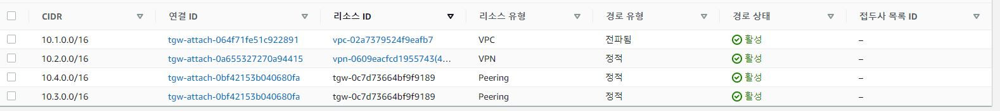 CIDR 연결 ID 리소스 ID 리소스 유형 경로 유형 경로 상태 접두사 목록 ID
10.1.0.0/16 tgw-attach-064f71fe51c922891 vpc-02a7379524f9eafb7 VPC 전파됨 활성 –
10.2.0.0/16 tgw-attach-0a655327270a94415 vpn-0609eacfcd1955743(4... VPN 정적 활성 –
10.4.0.0/16 tgw-attach-0bf42153b040680fa tgw-0c7d73664bf9f9189 Peering 정적 활성 –
10.3.0.0/16 tgw-attach-0bf42153b040680fa tgw-0c7d73664bf9f9189 Peering 정적 활성 –